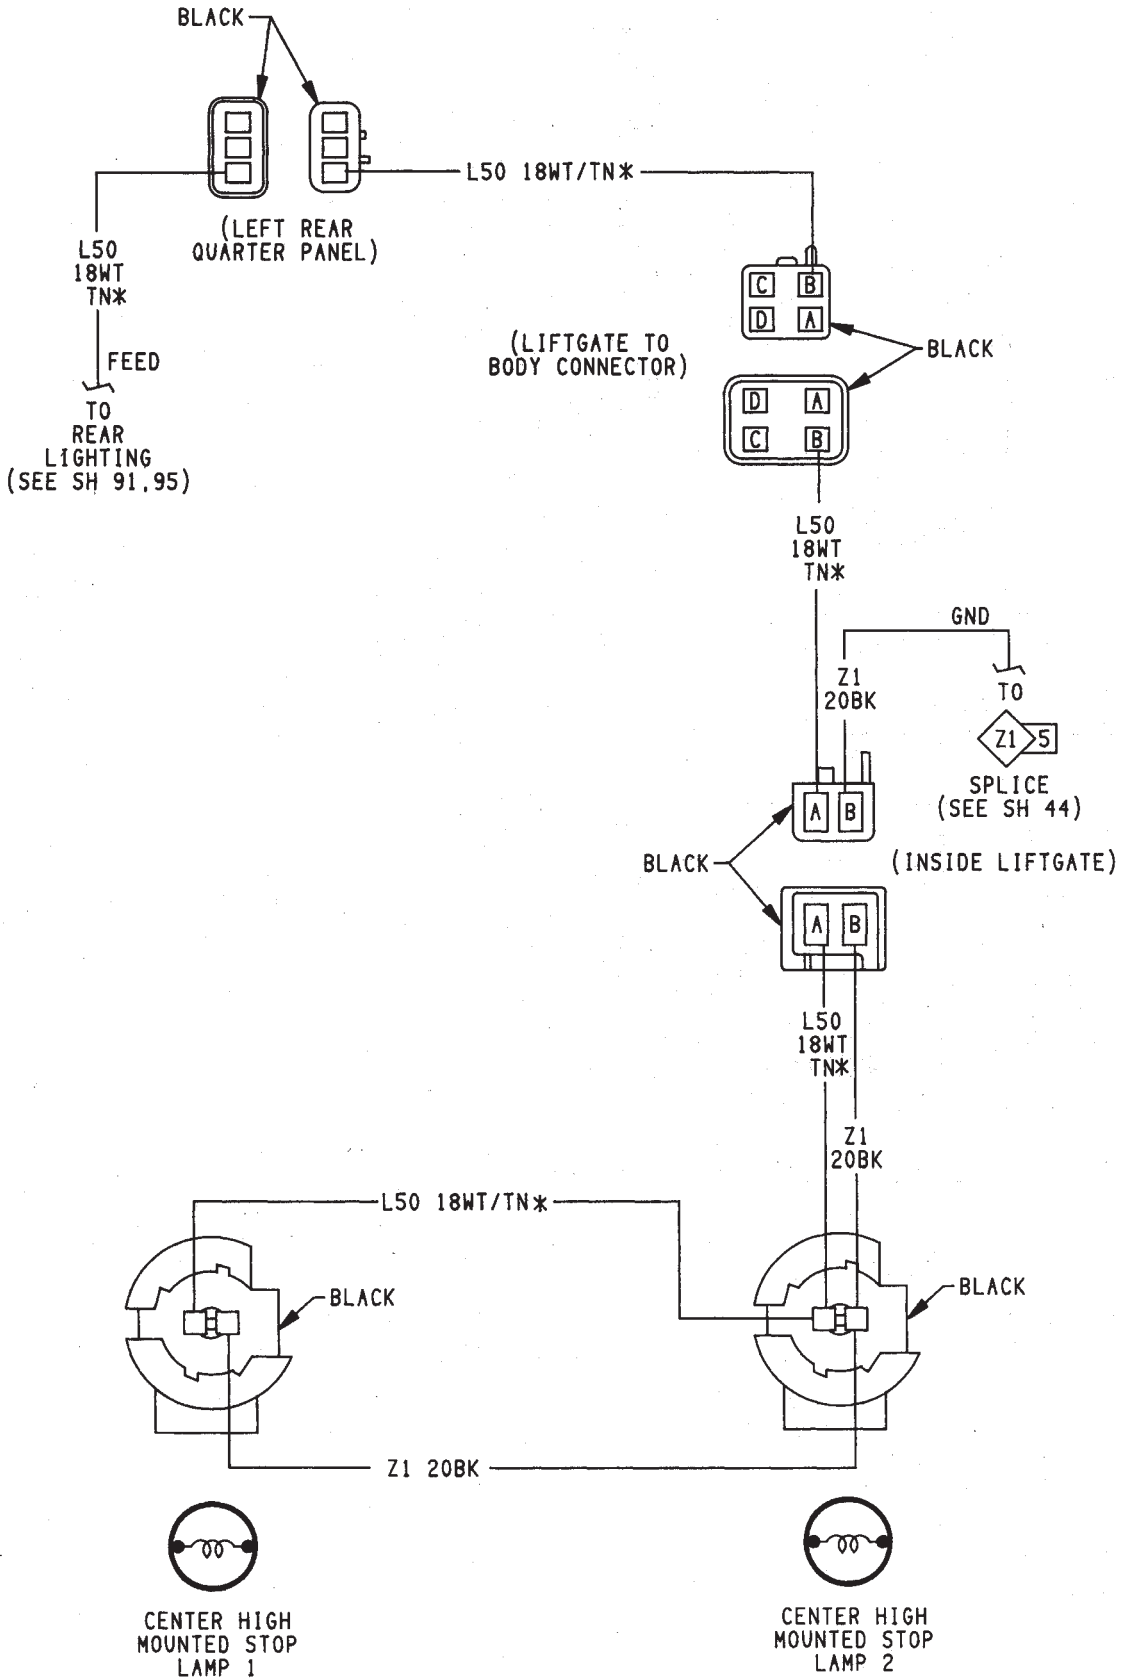 BLACK
L50 18WT/TN*
(LEFT REAR
QUARTER PANEL)
L50
18WT
TN*
FEED
TO
REAR
LIGHTING
(SEE SH 91,95)
C B
D A
(LIFTGATE TO
BODY CONNECTOR)
BLACK
D A
C B
L50
18WT
TN*
GND
Z1
20BK
TO
Z1 5
SPLICE
(SEE SH 44)
A B
BLACK
(INSIDE LIFTGATE)
A B
L50
18WT
TN*
Z1
20BK
L50 18WT/TN*
BLACK
BLACK
Z1 20BK
CENTER HIGH
MOUNTED STOP
LAMP 1
CENTER HIGH
MOUNTED STOP
LAMP 2